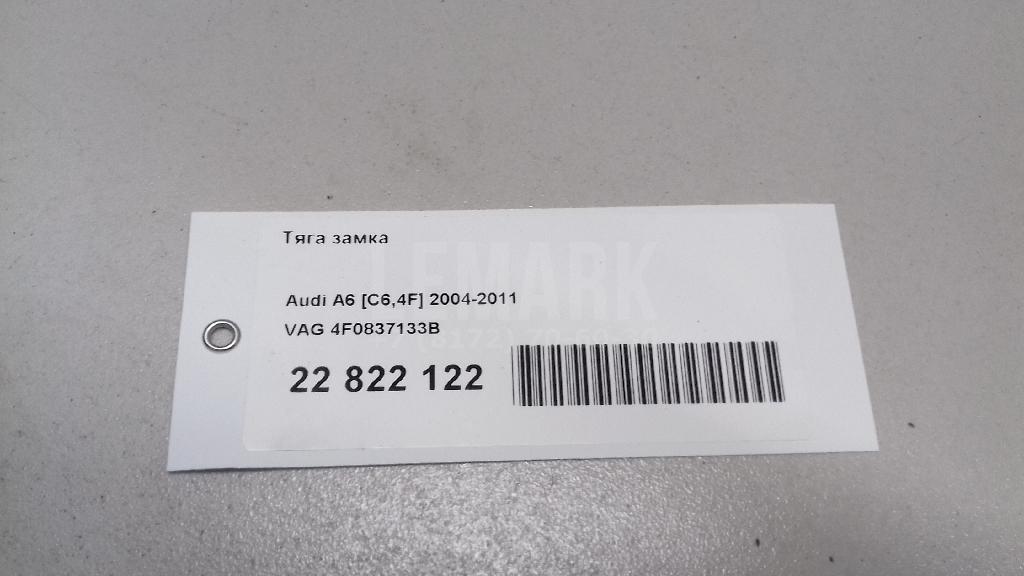 Тяга замка
LEMARK
Audi A6 [C6,4F] 2004-2011
VAG 4F0837133B
22 822 122